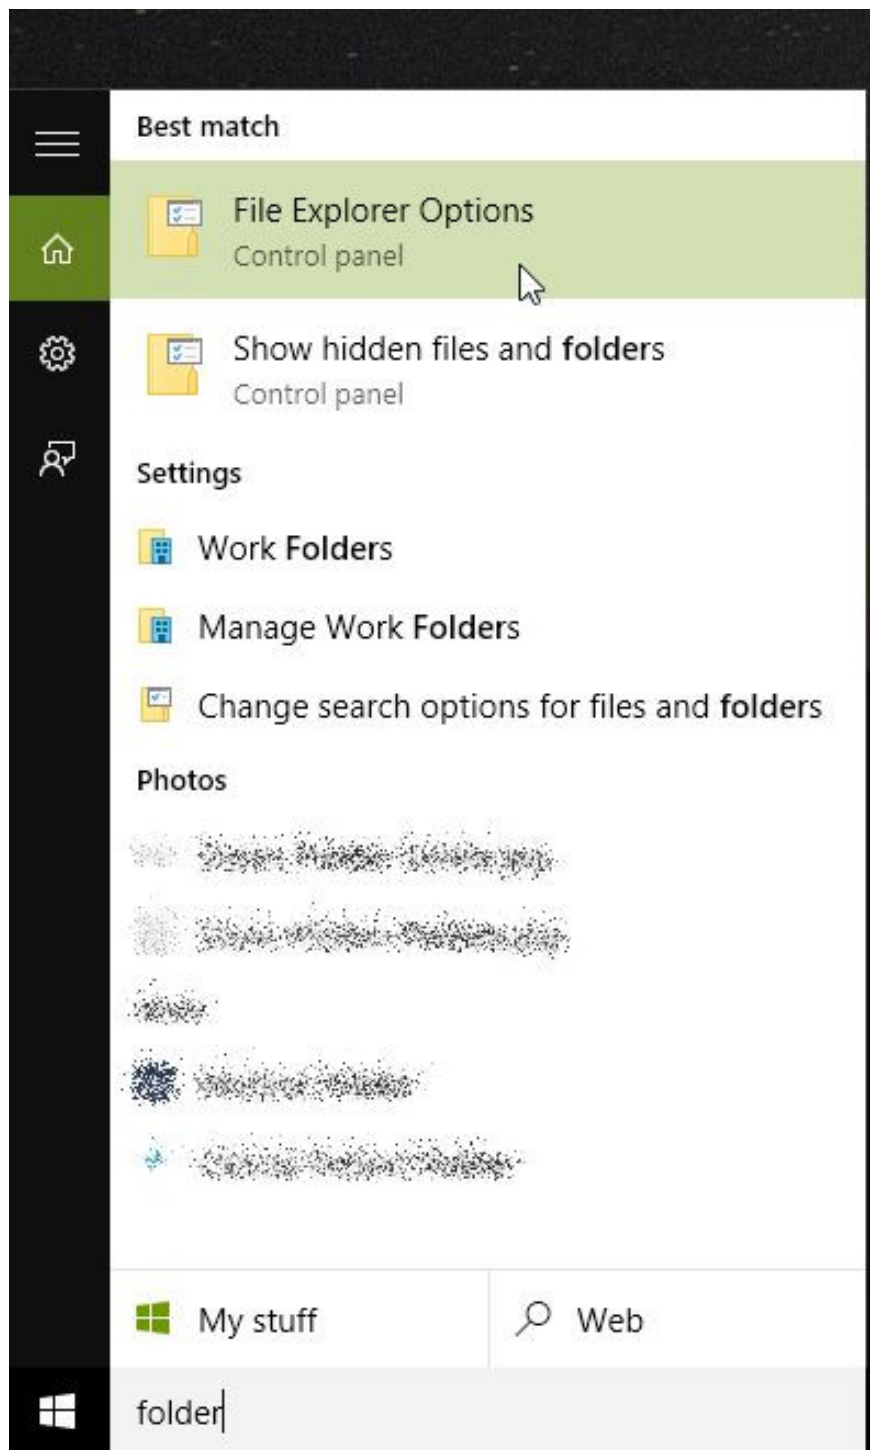 Best match
File Explorer Options
Control panel
Show hidden files and folders
Control panel
Settings
Work Folders
Manage Work Folders
Change search options for files and folders
Photos
My stuff
Web
folder